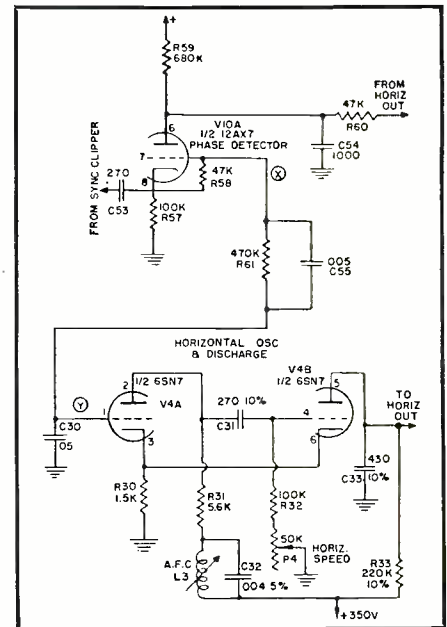 +
R59
680K
V10A
1/2 12AX7
PHASE DETECTOR
FROM
HORIZ
OUT
47K
R60
C54
1000
6
7
8
270
C53
FROM SYNC CLIPPER
47K
R58
100K
R57
X
470K
R61
005
C55
HORIZONTAL OSC
& DISCHARGE
V4B
1/2 6SN7
1/2 6SN7
V4A
2
5
Y
1
3
270 10%
C31
4
6
TO
HORIZ
OUT
C30
05
R30
1.5K
R31
5.6K
100K
R32
50K
P4
HORIZ.
SPEED
430
C33 10%
A.F.C
L3
C32
004 5%
R33
220K
10%
+350V